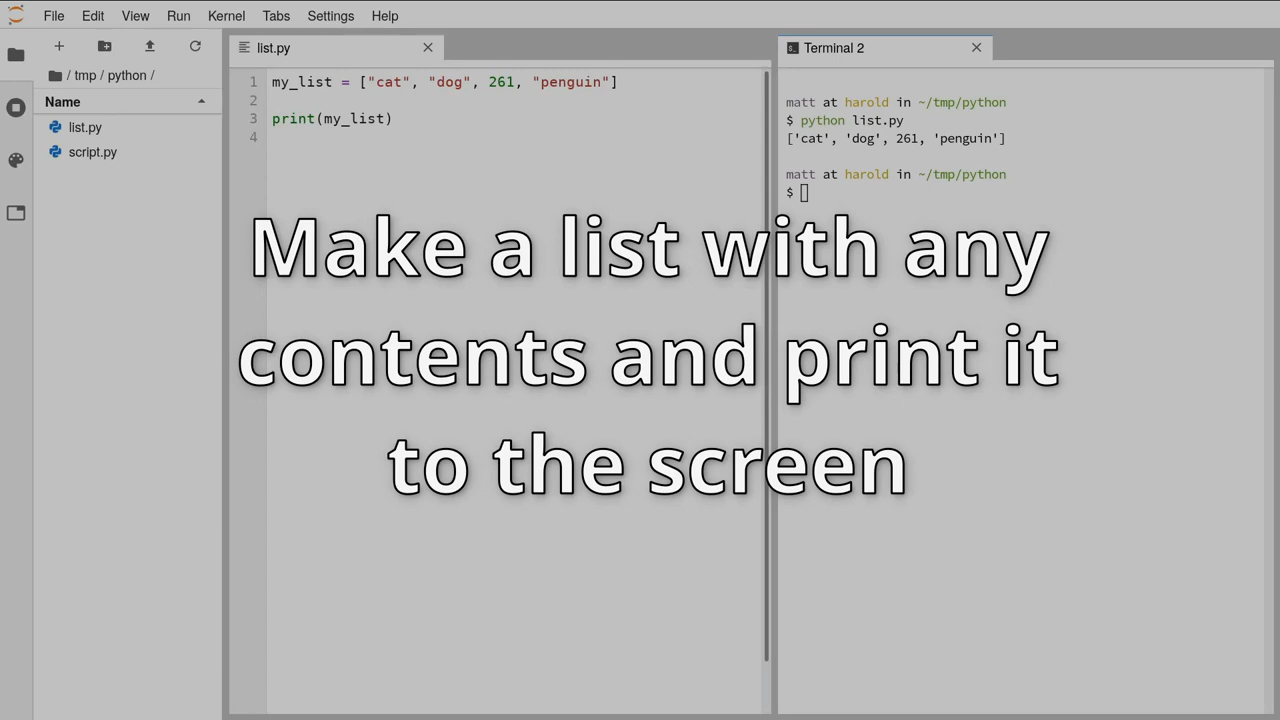 File Edit View Run Kernel Tabs Settings Help
/ tmp / python /
Name
list.py
script.py
list.py
1 my_list = ["cat", "dog", 261, "penguin"]
2
3 print(my_list)
4
Terminal 2
matt at harold in ~/tmp/python
$ python list.py
['cat', 'dog', 261, 'penguin']
matt at harold in ~/tmp/python
$
Make a list with any
contents and print it
to the screen